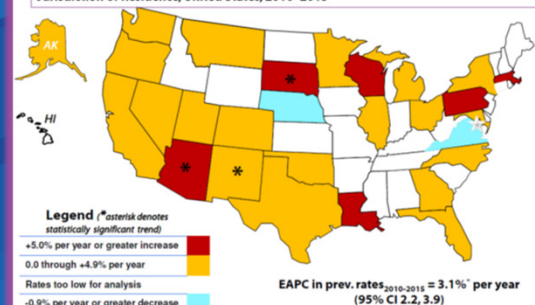 AK
HI
*
*
*
Legend (*asterisk denotes
statistically significant trend)
+5.0% per year or greater increase
0.0 through +4.9% per year
Rates too low for analysis
-0.9% per year or greater decrease
EAPC in prev. rates2010-2015 = 3.1%* per year
(95% CI 2.2, 3.9)